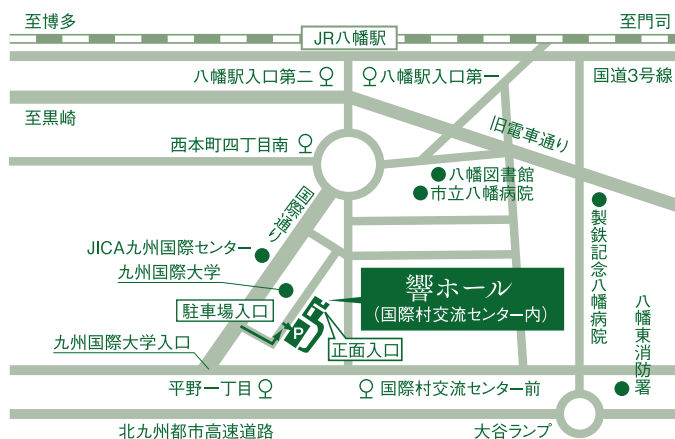 至博多
至門司
JR八幡駅
八幡駅入口第二
八幡駅入口第一
国道3号線
至黒崎
旧電車通り
西本町四丁目南
八幡図書館
市立八幡病院
国際通り
製鉄記念八幡病院
JICA九州国際センター
九州国際大学
響ホール
(国際村交流センター内)
駐車場入口
P
正面入口
八幡東消防署
九州国際大学入口
平野一丁目
国際村交流センター前
北九州都市高速道路
大谷ランプ